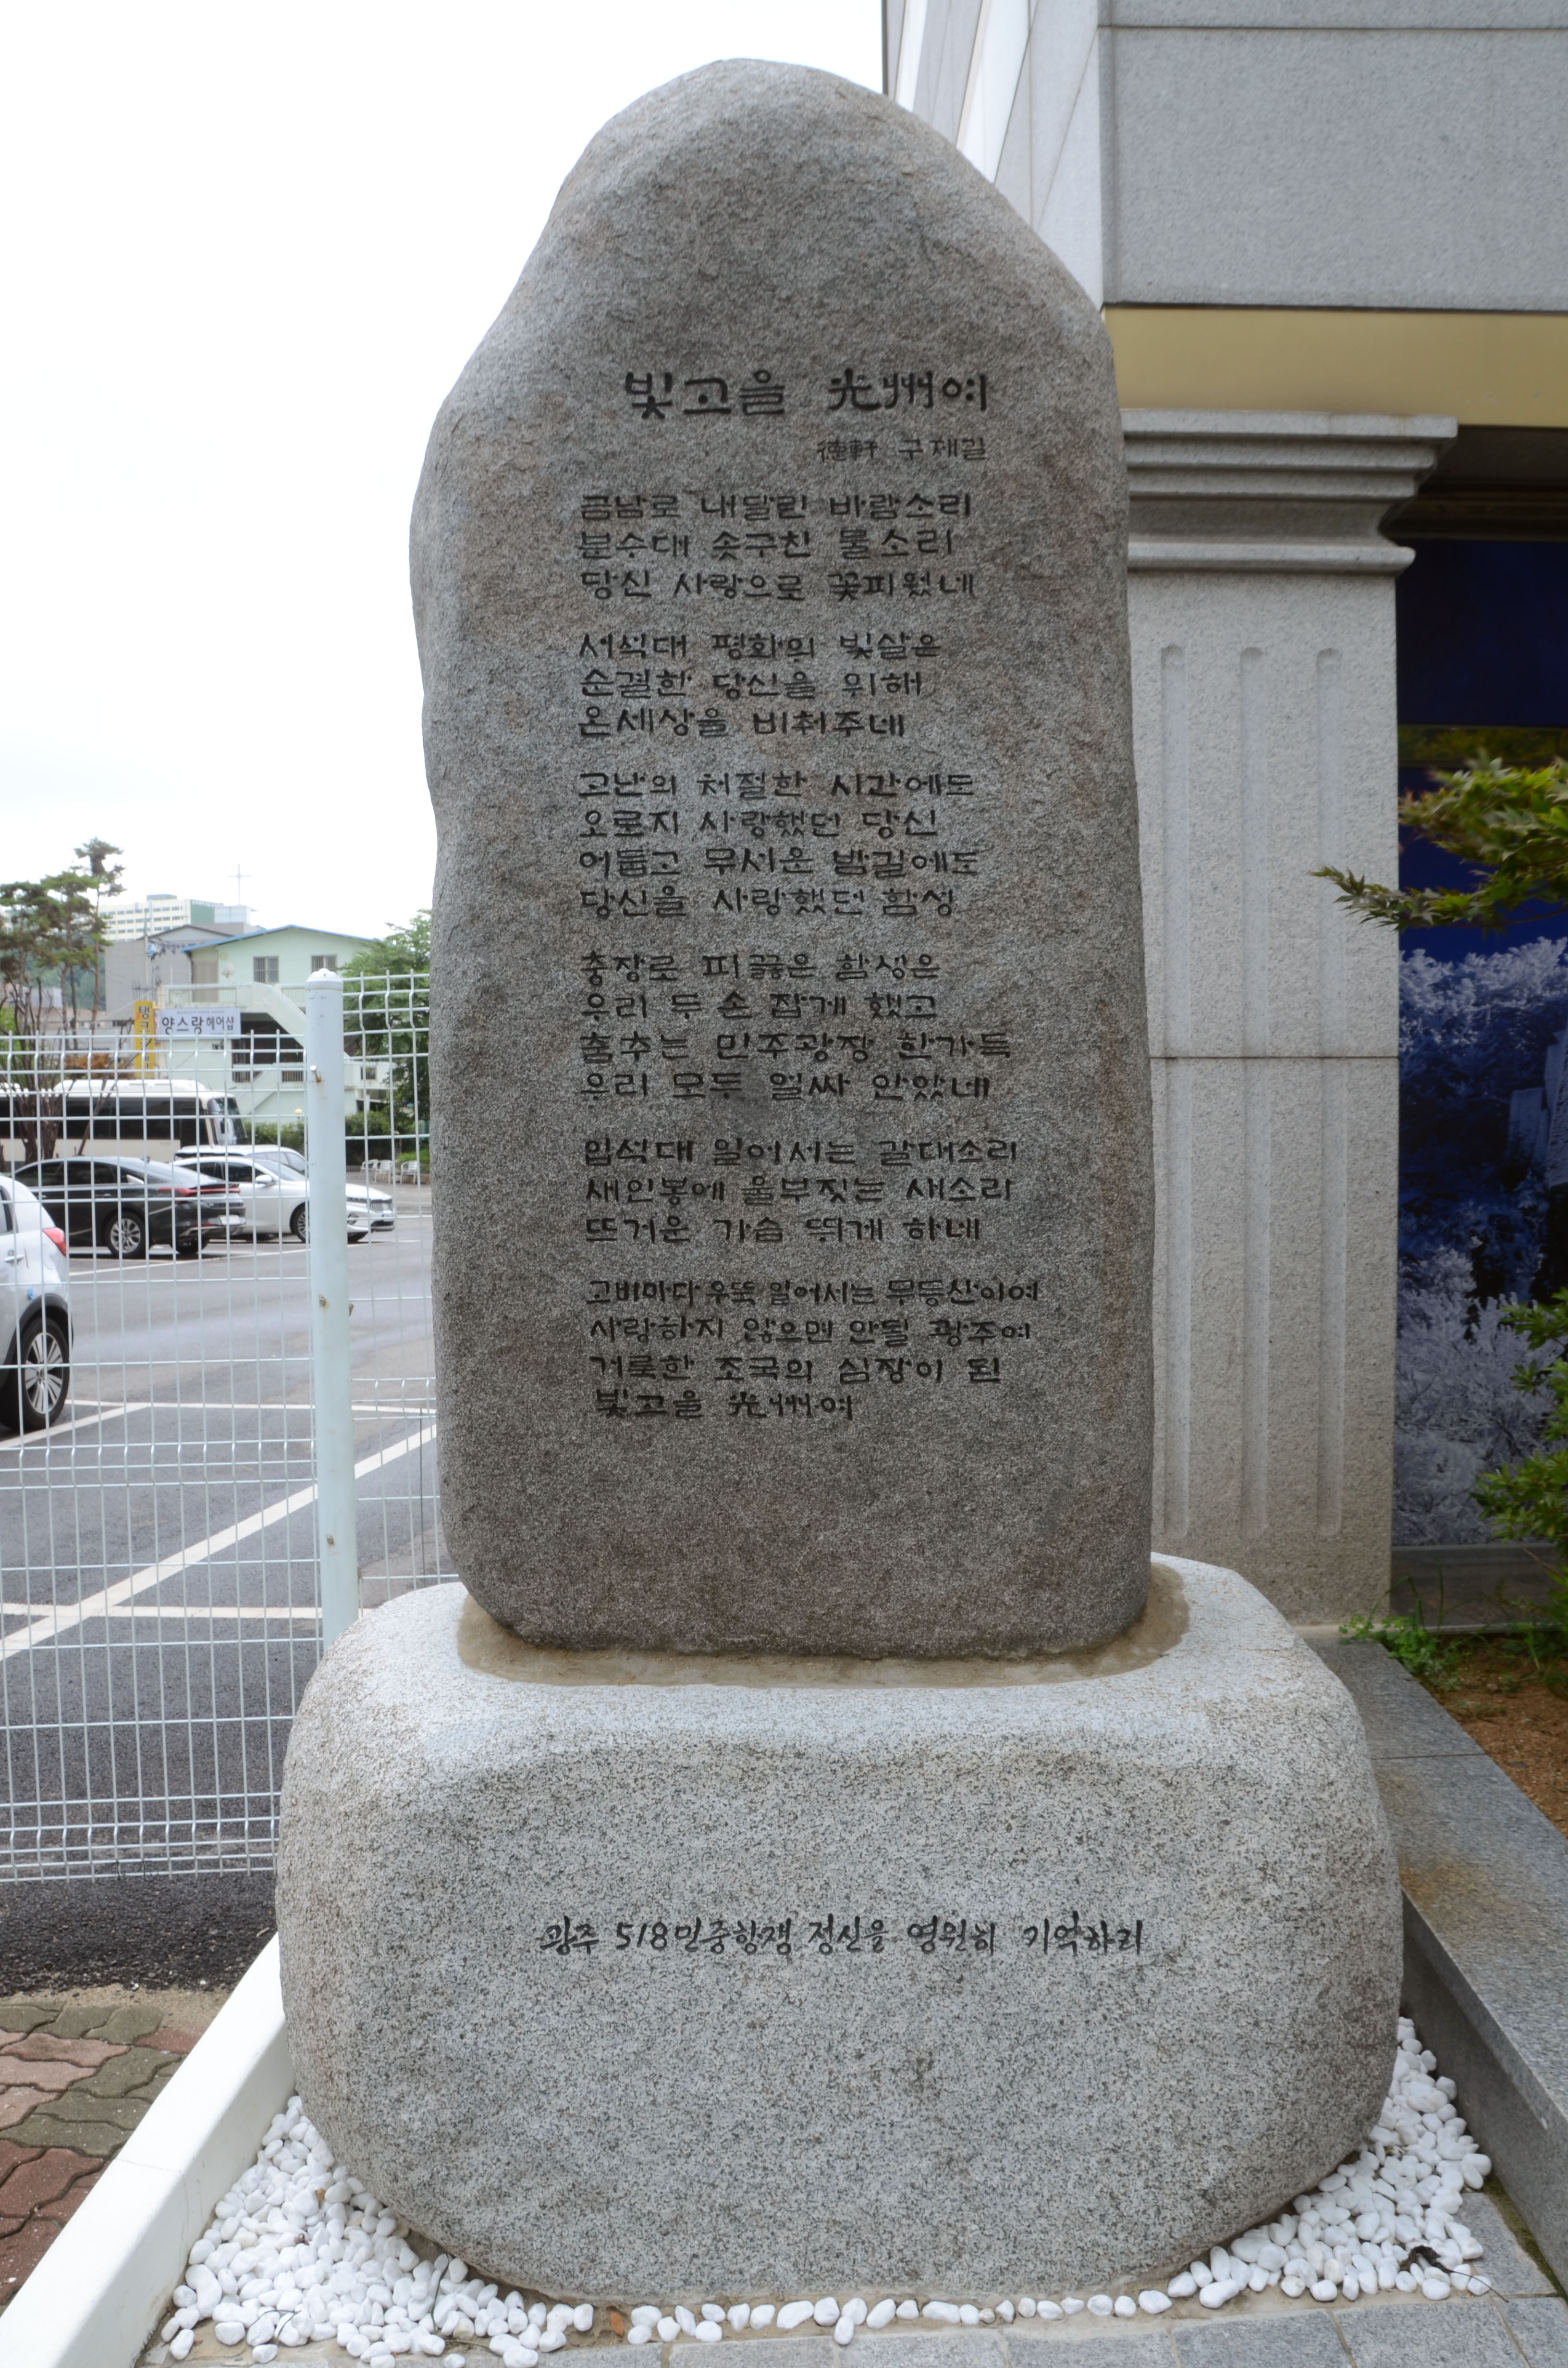 빛고을 光州여
德軒 구재길
금남로 내달린 바람소리
분수대 솟구친 물소리
당신 사랑으로 꽃피웠네
서석대 평화의 빛살은
순결한 당신을 위해
온세상을 비춰주네
고난의 처절한 시간에도
오로지 사랑했던 당신
어둡고 무서운 밤길에도
당신을 사랑했던 함성
충장로 피끓은 함성은
우리 두 손 잡게 했고
춤추는 민주광장 한가득
우리 모두 얼싸 안았네
입석대 일어서는 갈대소리
새인봉에 울부짖는 새소리
뜨거운 가슴 뛰게 하네
고비마다 우뚝 일어서는 무등산이여
사랑하지 않으면 안될 광주여
거룩한 조국의 심장이 된
빛고을 光州여
광주 518민중항쟁 정신을 영원히 기억하리
양스랑헤어샵